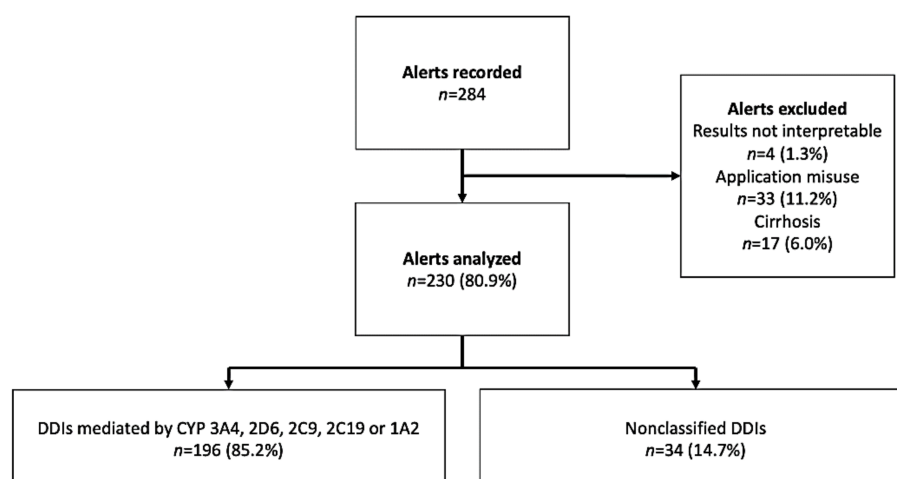 Alerts recorded
n=284
Alerts excluded
Results not interpretable
n=4 (1.3%)
Application misuse
n=33 (11.2%)
Cirrhosis
n=17 (6.0%)
Alerts analyzed
n=230 (80.9%)
DDIs mediated by CYP 3A4, 2D6, 2C9, 2C19 or 1A2
n=196 (85.2%)
Nonclassified DDIs
n=34 (14.7%)